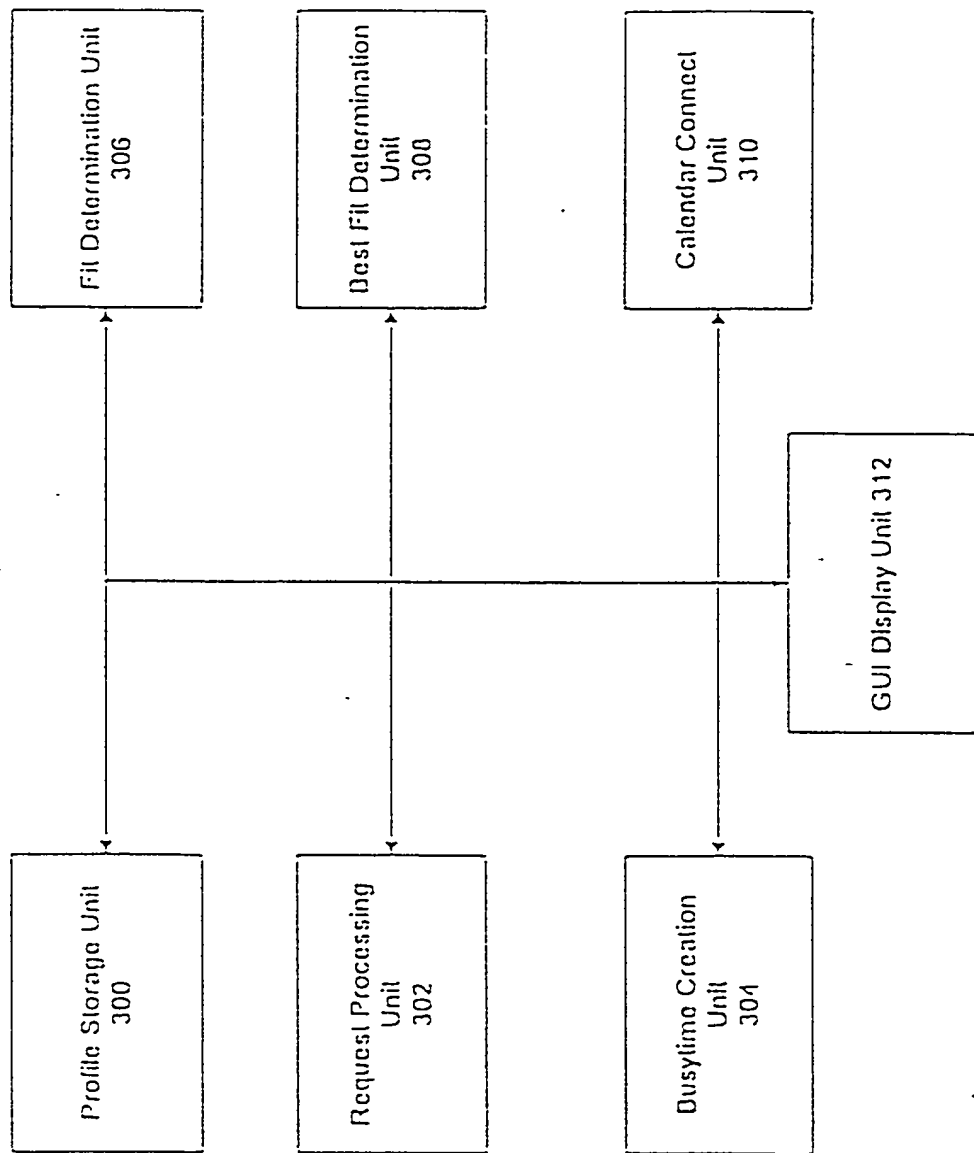 Profile Storage Unit
300
Request Processing
Unit
302
Busytime Creation
Unit
304
Fit Determination Unit
306
Best Fit Determination
Unit
308
Calendar Connect
Unit
310
GUI Display Unit 312